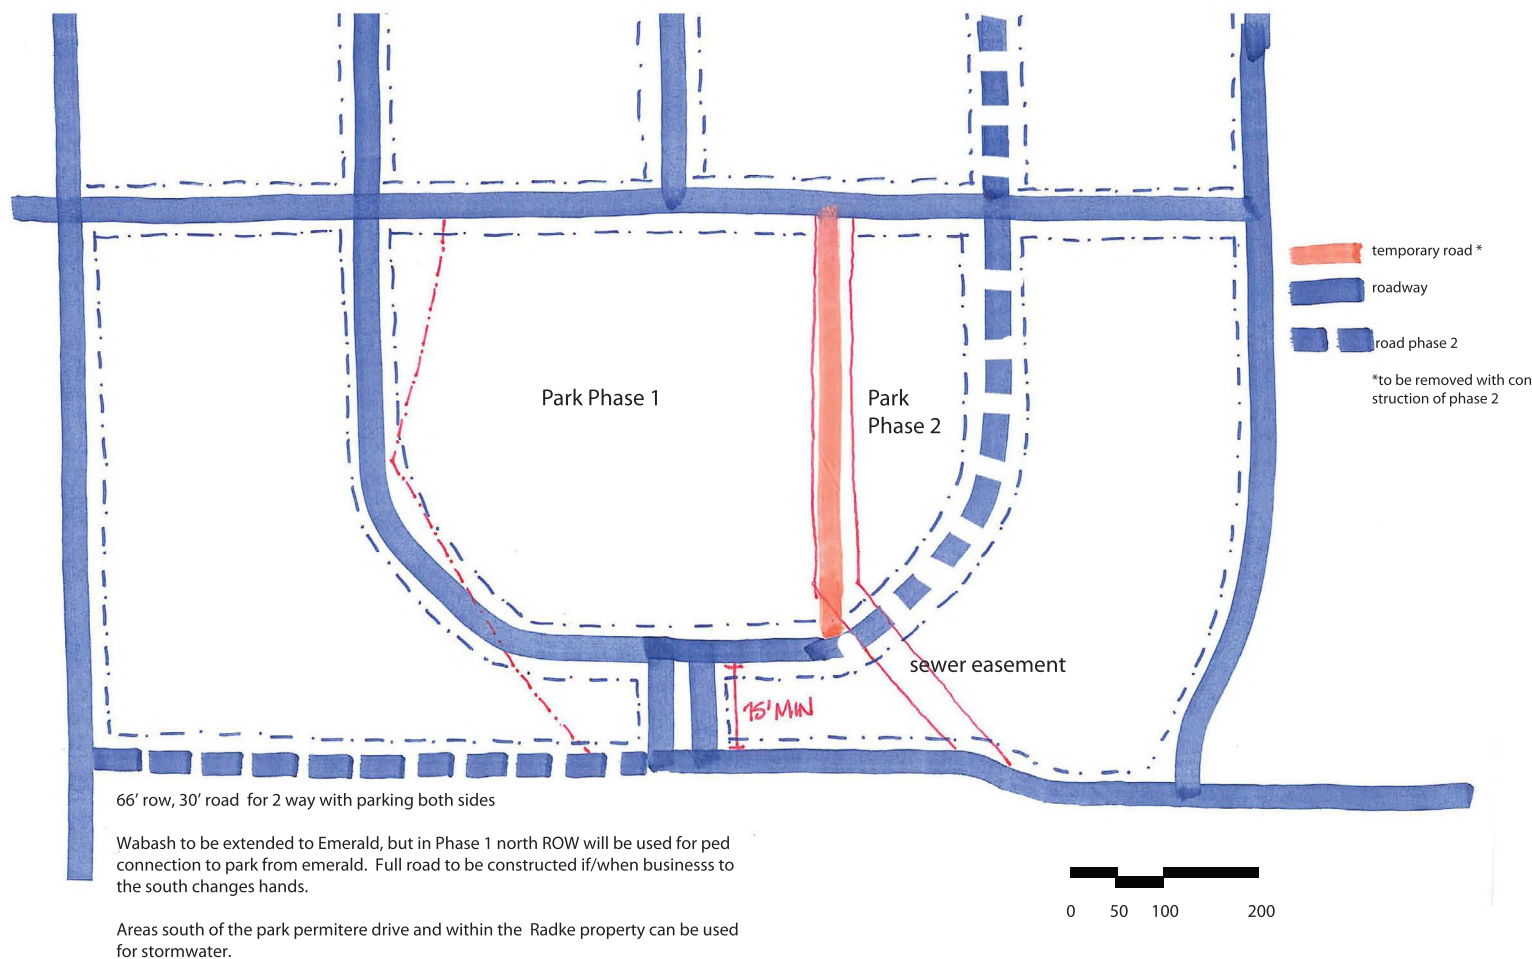 temporary road *
roadway
road phase 2
*to be removed with con
struction of phase 2
Park Phase 1
Park
Phase 2
sewer easement
75' MIN
66' row, 30' road for 2 way with parking both sides
Wabash to be extended to Emerald, but in Phase 1 north ROW will be used for ped
connection to park from emerald. Full road to be constructed if/when businesss to
the south changes hands.
Areas south of the park permitere drive and within the Radke property can be used
for stormwater.
0 50 100 200